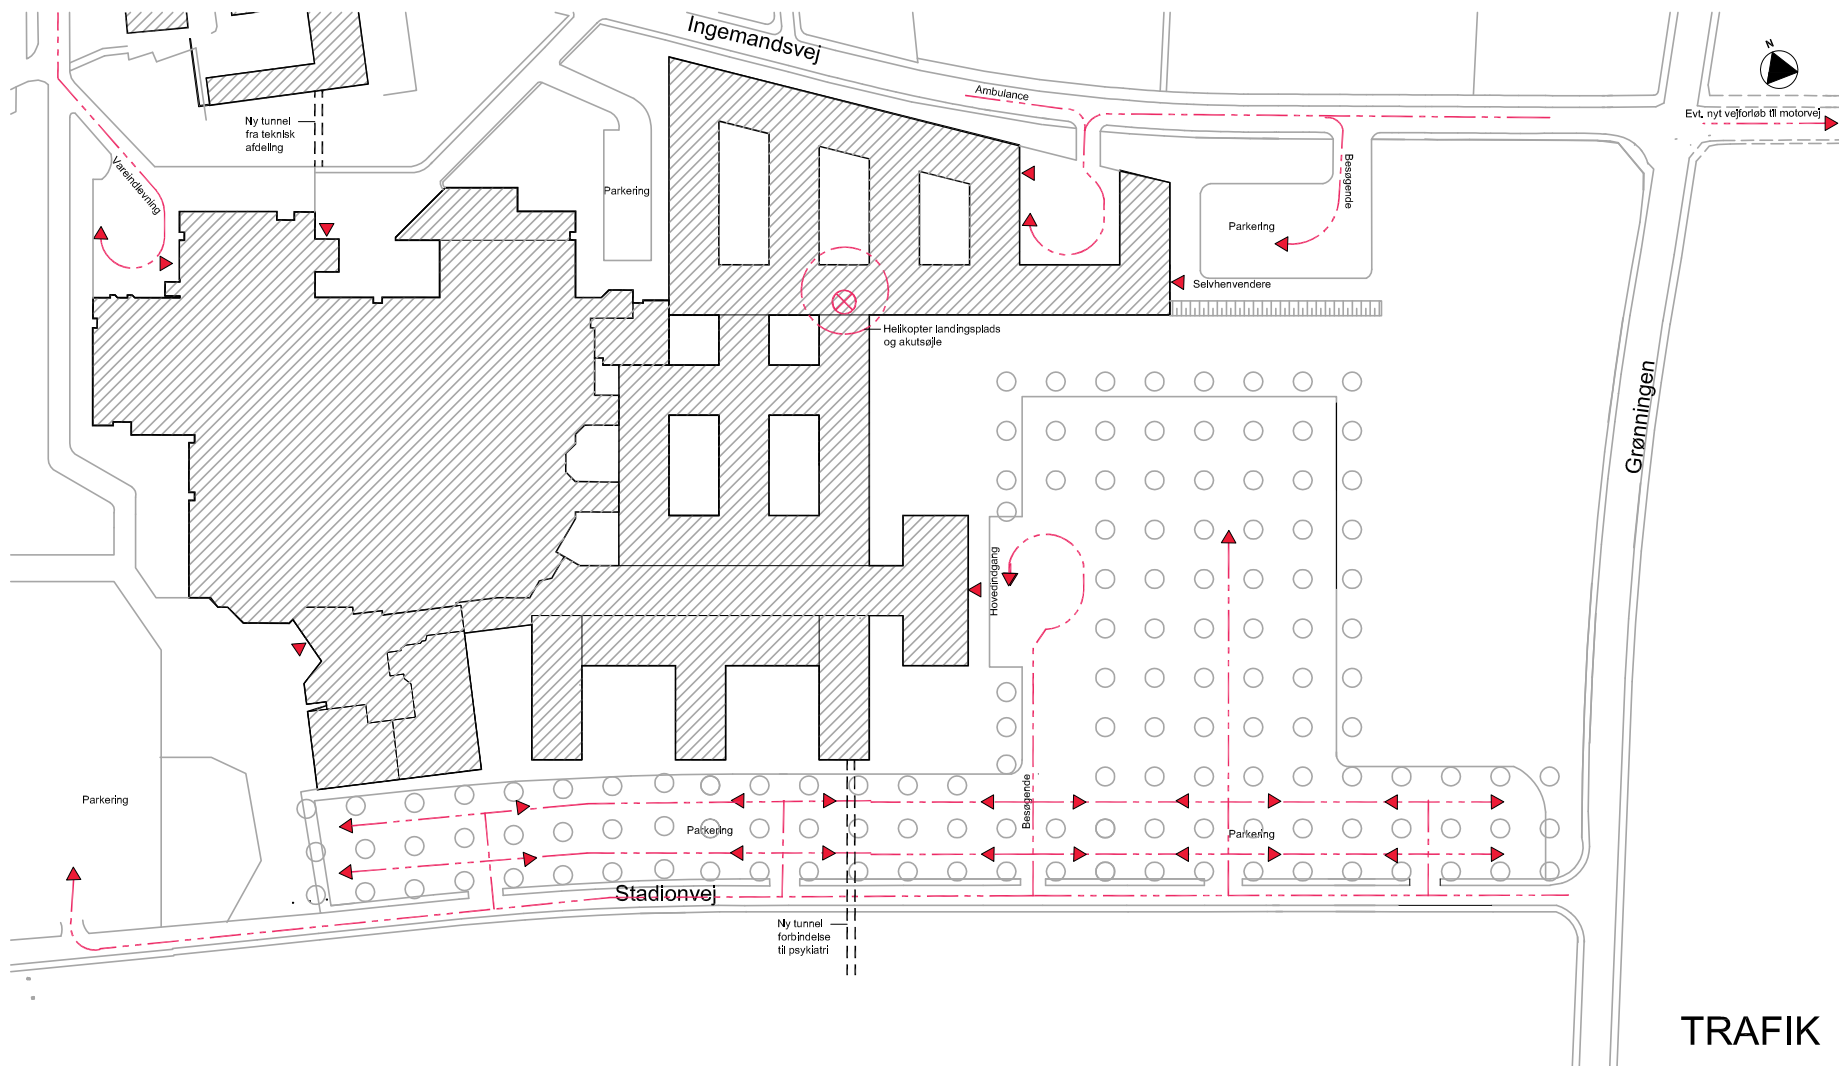 Ingemandsvej
N
Ambulance
Evt. nyt vejforløb til motorvej
Ny tunnel
fra teknisk
afdeling
Vareindlevning
Parkering
Besøgende
Parkering
Selvhenvendere
Helikopter landingsplads
og akutsøjle
Grønningen
Hovedindgang
Besøgende
Parkering
Parkering
Parkering
Stadionvej
Ny tunnel
forbindelse
til psykiatri
TRAFIK